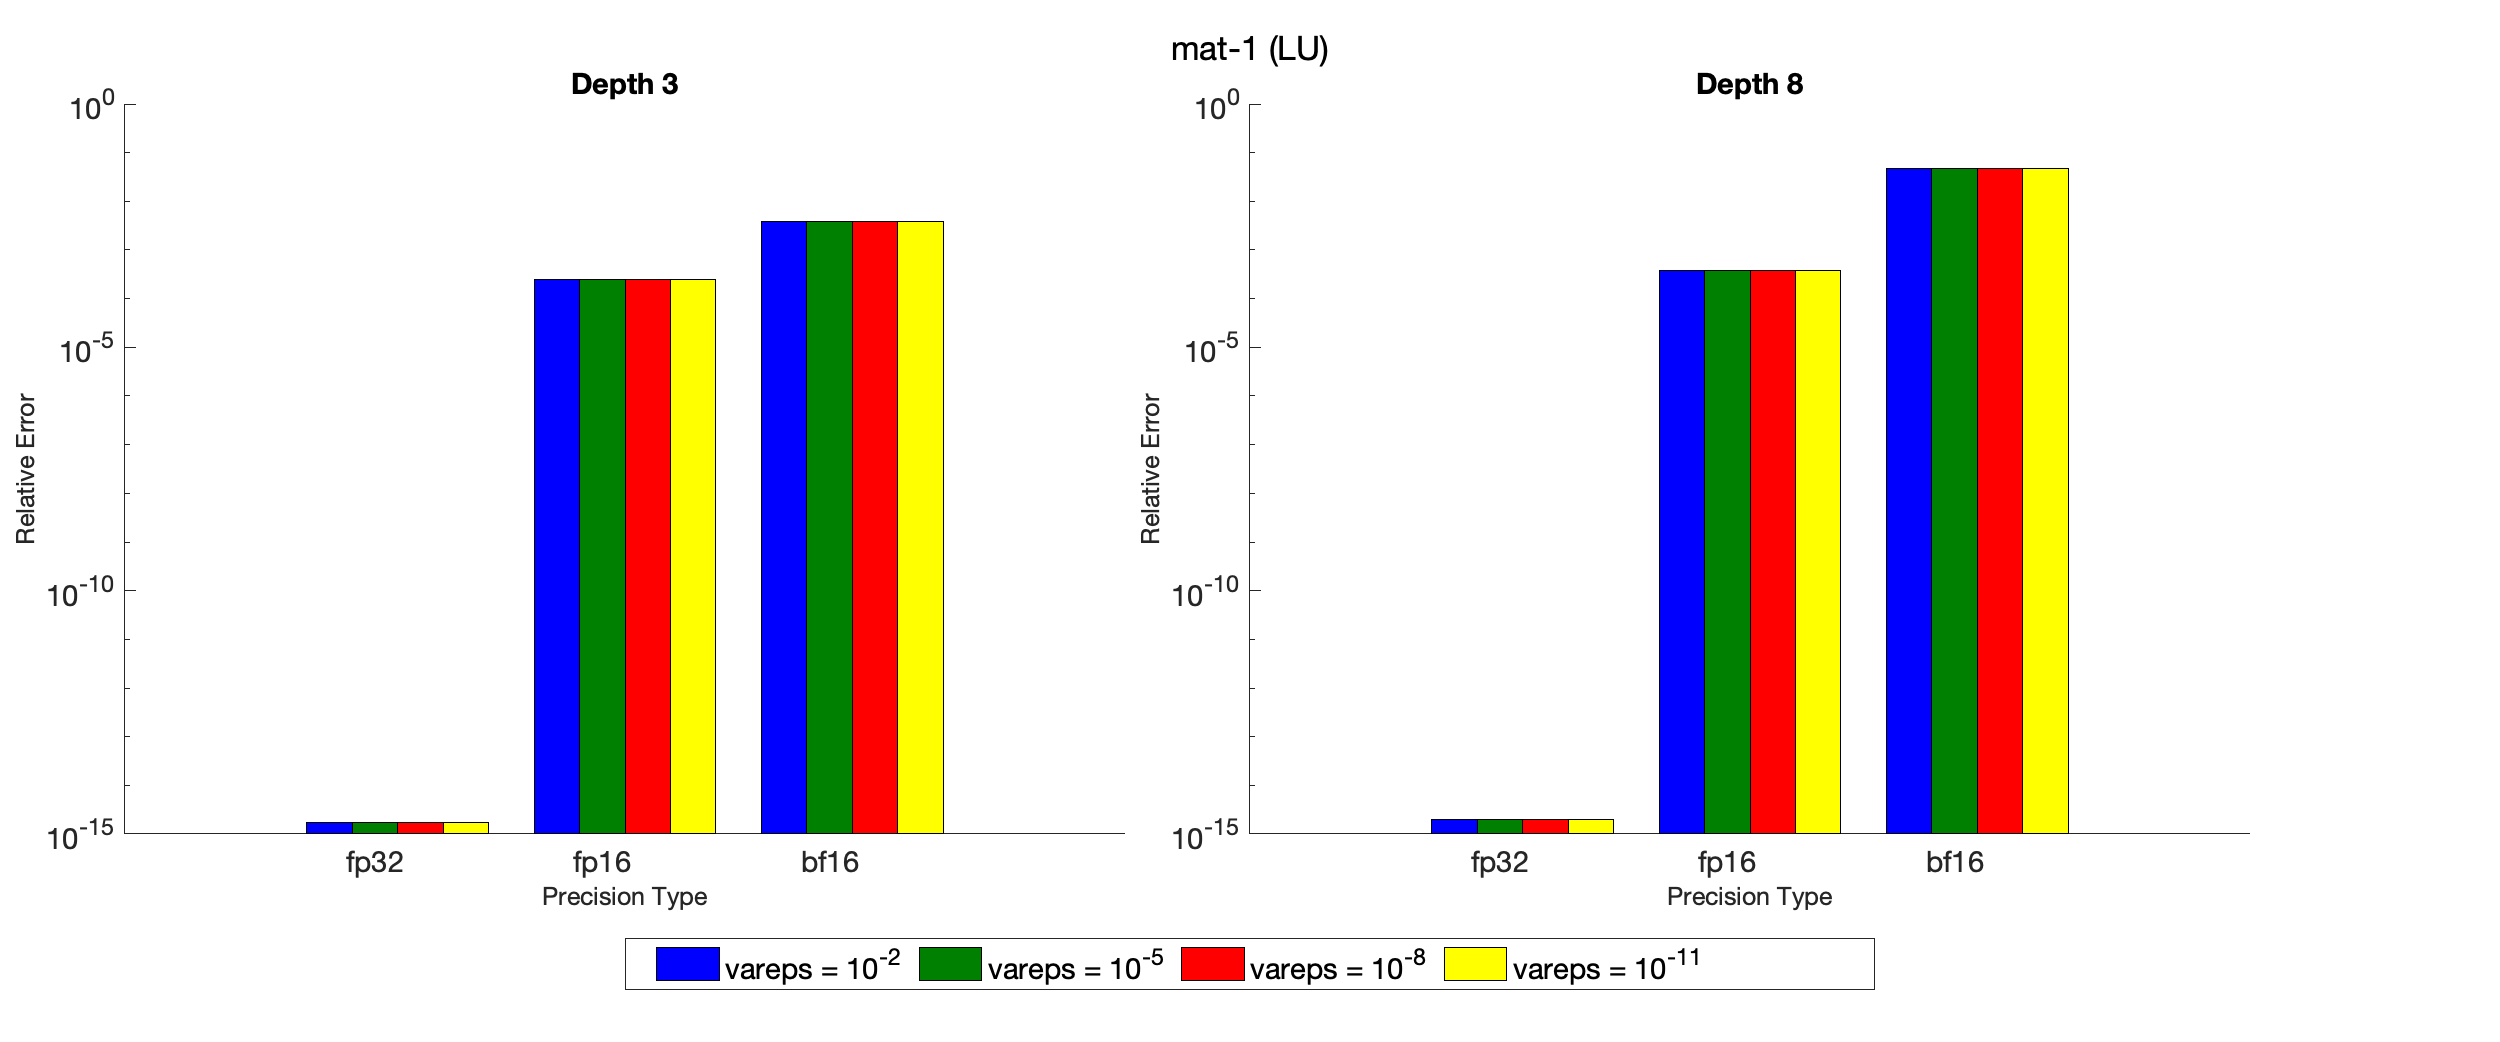 mat-1 (LU)
Depth 3
10^0
10^-5
10^-10
10^-15
Relative Error
fp32 fp16 bf16
Precision Type
Depth 8
10^0
10^-5
10^-10
10^-15
Relative Error
fp32 fp16 bf16
Precision Type
vareps = 10^-2 vareps = 10^-5 vareps = 10^-8 vareps = 10^-11